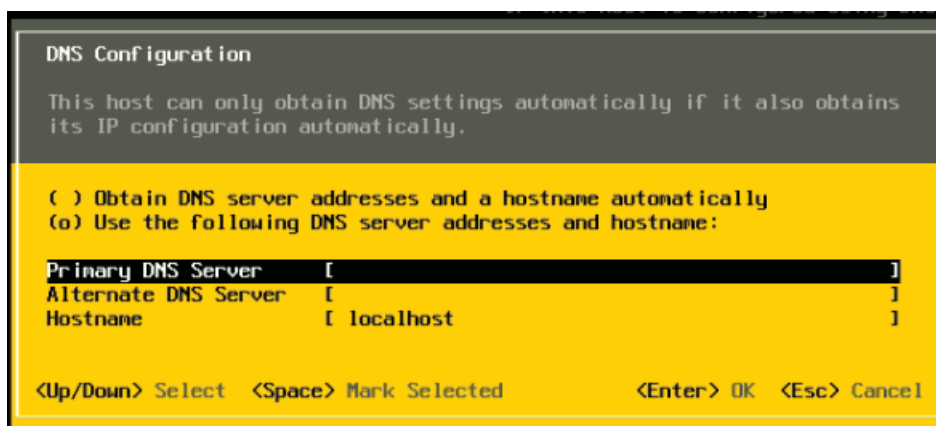 DNS Configuration
This host can only obtain DNS settings automatically if it also obtains
its IP configuration automatically.
( ) Obtain DNS server addresses and a hostname automatically
(o) Use the following DNS server addresses and hostname:
Primary DNS Server [ ]
Alternate DNS Server [ ]
Hostname [ localhost ]
<Up/Down> Select <Space> Mark Selected <Enter> OK <Esc> Cancel